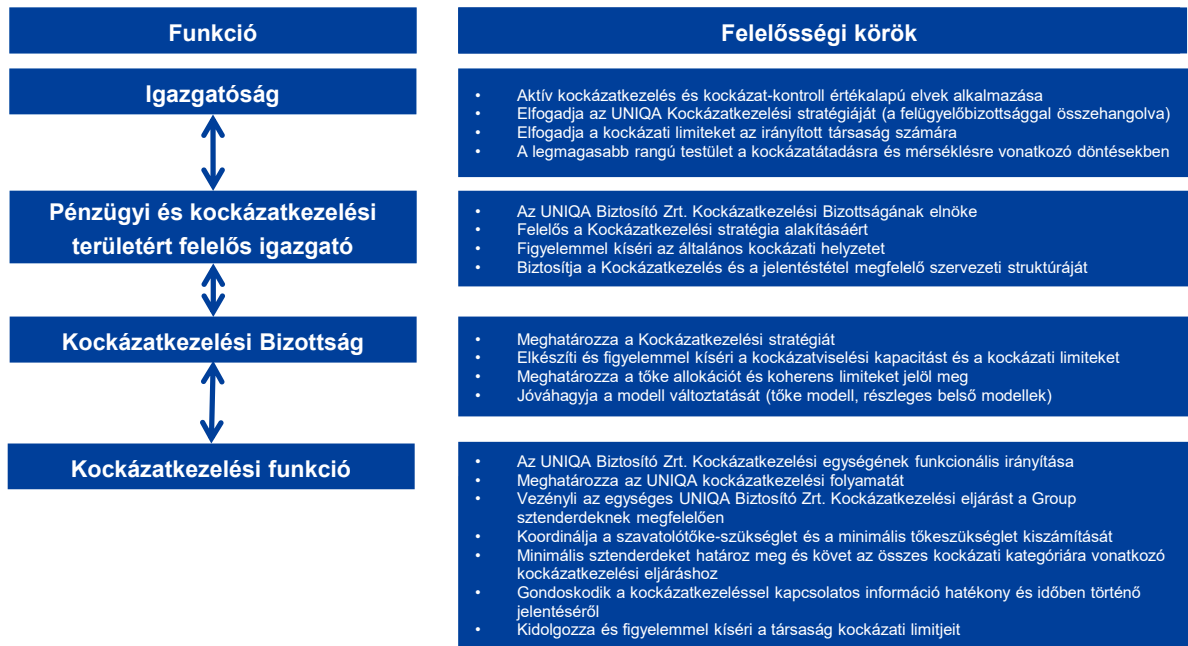 Funkció
Felelősségi körök
Igazgatóság
• Aktív kockázatkezelés és kockázat-kontroll értékalapú elvek alkalmazása
• Elfogadja az UNIQA Kockázatkezelési stratégiáját (a felügyelőbizottsággal összehangolva)
• Elfogadja a kockázati limiteket az irányított társaság számára
• A legmagasabb rangú testület a kockázatátadásra és mérséklésre vonatkozó döntésekben
Pénzügyi és kockázatkezelési
területért felelős igazgató
• Az UNIQA Biztosító Zrt. Kockázatkezelési Bizottságának elnöke
• Felelős a Kockázatkezelési stratégia alakításáért
• Figyelemmel kíséri az általános kockázati helyzetet
• Biztosítja a Kockázatkezelés és a jelentéstétel megfelelő szervezeti struktúráját
Kockázatkezelési Bizottság
• Meghatározza a Kockázatkezelési stratégiát
• Elkészíti és figyelemmel kíséri a kockázatviselési kapacitást és a kockázati limiteket
• Meghatározza a tőke allokációt és koherens limiteket jelöl meg
• Jóváhagyja a modell változtatását (tőke modell, részleges belső modellek)
Kockázatkezelési funkció
• Az UNIQA Biztosító Zrt. Kockázatkezelési egységének funkcionális irányítása
• Meghatározza az UNIQA kockázatkezelési folyamatát
• Vezényli az egységes UNIQA Biztosító Zrt. Kockázatkezelési eljárást a Group
sztenderdeknek megfelelően
• Koordinálja a szavatolótőke-szükséglet és a minimális tőkeszükséglet kiszámítását
• Minimális sztenderdeket határoz meg és követ az összes kockázati kategóriára vonatkozó
kockázatkezelési eljáráshoz
• Gondoskodik a kockázatkezeléssel kapcsolatos információ hatékony és időben történő
jelentéséről
• Kidolgozza és figyelemmel kíséri a társaság kockázati limitjeit